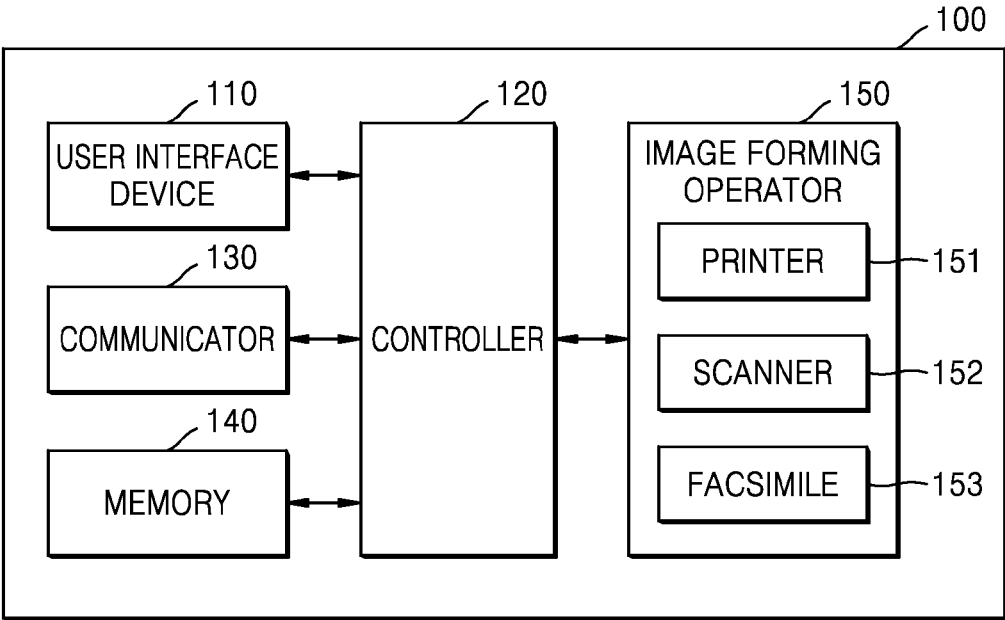 100
110
USER INTERFACE
DEVICE
130
COMMUNICATOR
140
MEMORY
120
CONTROLLER
150
IMAGE FORMING
OPERATOR
PRINTER
151
SCANNER
152
FACSIMILE
153